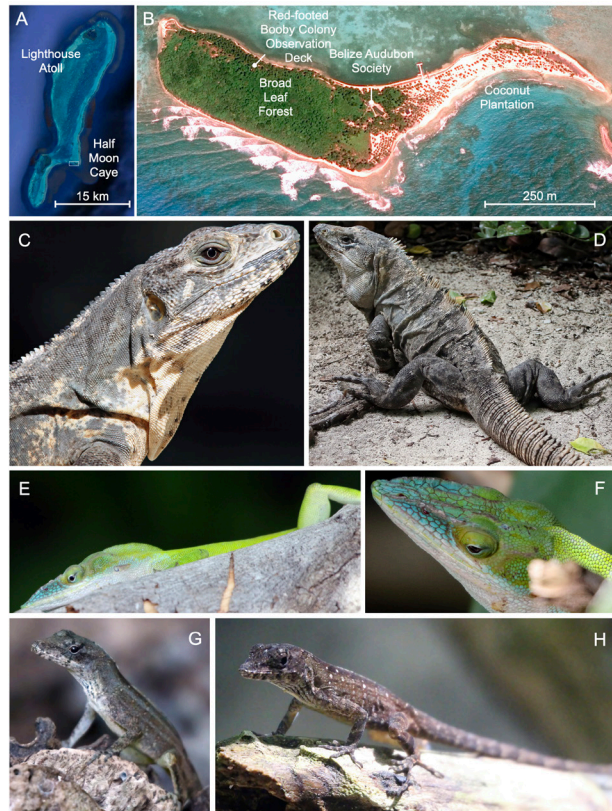 A
Lighthouse
Atoll
Half
Moon
Caye
15 km
B
Red-footed
Booby Colony
Observation
Deck
Belize Audubon
Society
Broad
Leaf
Forest
Coconut
Plantation
250 m
C
D
E
F
G
H